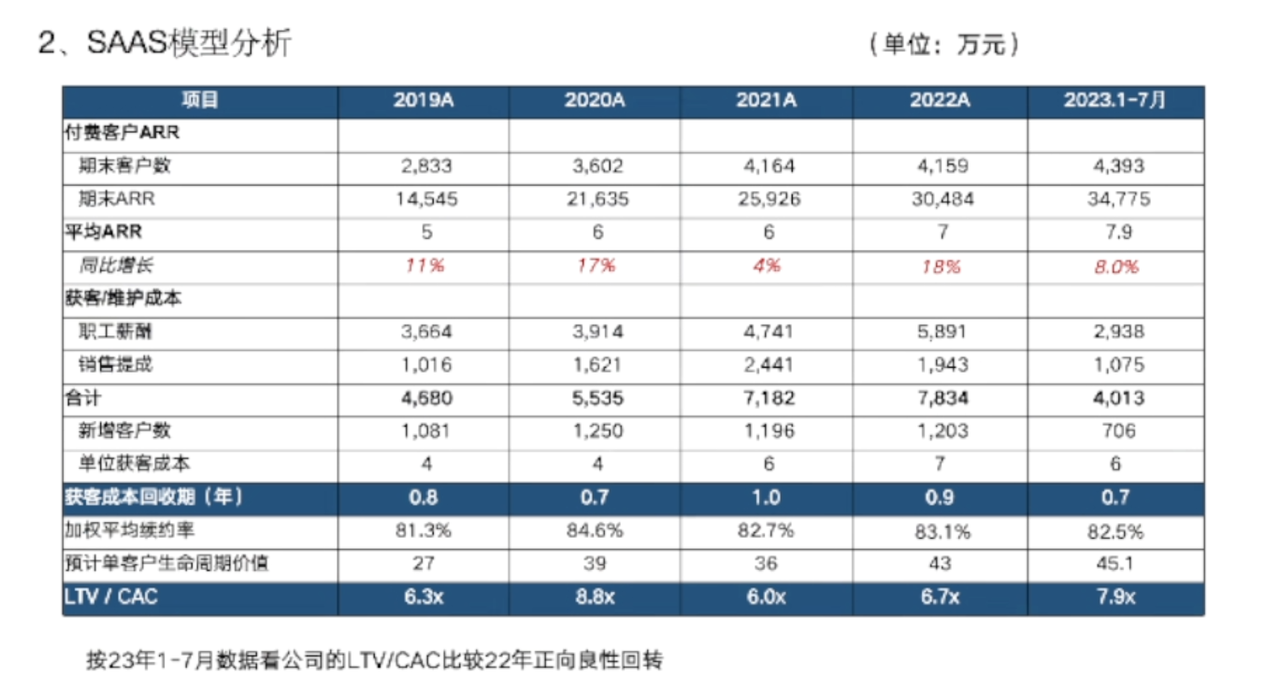 2、SAAS模型分析 (单位：万元)
项目 2019A 2020A 2021A 2022A 2023.1-7月
付费客户ARR
期末客户数 2,833 3,602 4,164 4,159 4,393
期末ARR 14,545 21,635 25,926 30,484 34,775
平均ARR 5 6 6 7 7.9
同比增长 11% 17% 4% 18% 8.0%
获客/维护成本
职工薪酬 3,664 3,914 4,741 5,891 2,938
销售提成 1,016 1,621 2,441 1,943 1,075
合计 4,680 5,535 7,182 7,834 4,013
新增客户数 1,081 1,250 1,196 1,203 706
单位获客成本 4 4 6 7 6
获客成本回收期（年） 0.8 0.7 1.0 0.9 0.7
加权平均续约率 81.3% 84.6% 82.7% 83.1% 82.5%
预计单客户生命周期价值 27 39 36 43 45.1
LTV / CAC 6.3x 8.8x 6.0x 6.7x 7.9x
按23年1-7月数据看公司的LTV/CAC比较22年正向良性回转